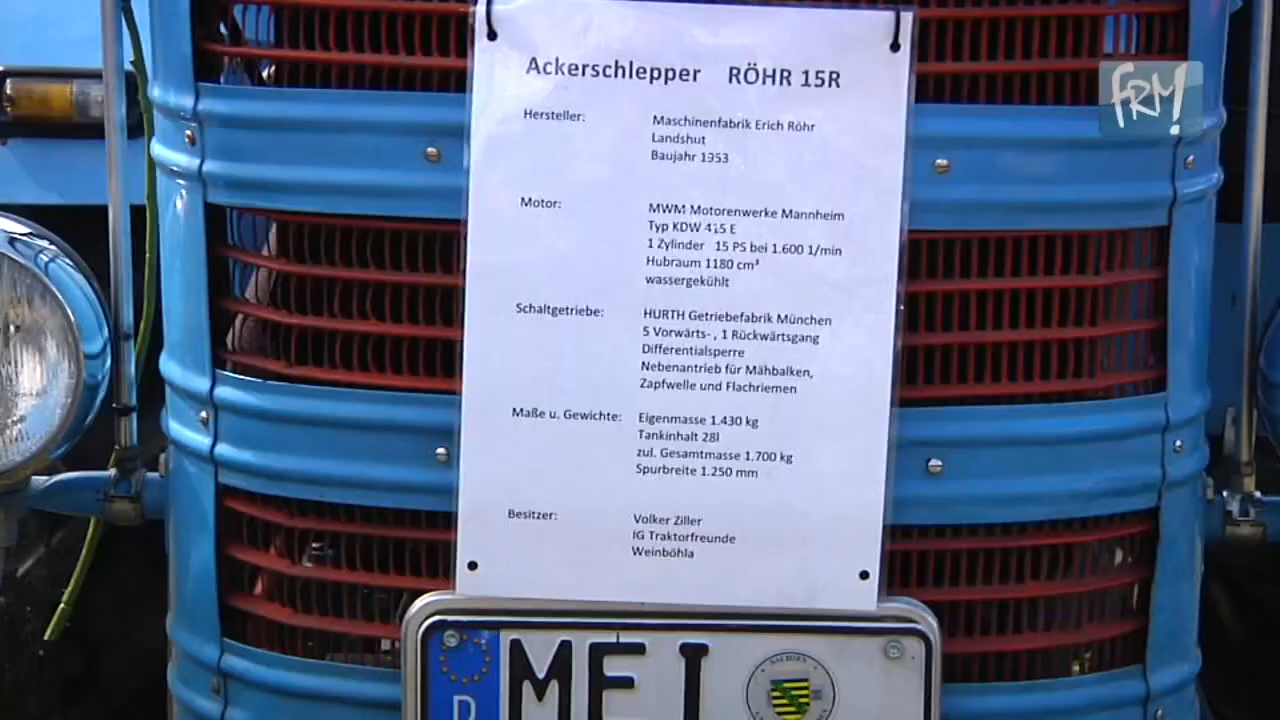 FRM!
Ackerschlepper RÖHR 15R
Hersteller: Maschinenfabrik Erich Röhr
Landshut
Baujahr 1953
Motor: MWM Motorenwerke Mannheim
Typ KDW 415 E
1 Zylinder 15 PS bei 1.600 1/min
Hubraum 1180 cm³
wassergekühlt
Schaltgetriebe: HURTH Getriebefabrik München
5 Vorwärts- , 1 Rückwärtsgang
Differentialsperre
Nebenantrieb für Mähbalken,
Zapfwelle und Flachriemen
Maße u. Gewichte: Eigenmasse 1.430 kg
Tankinhalt 28l
zul. Gesamtmasse 1.700 kg
Spurbreite 1.250 mm
Besitzer: Volker Ziller
IG Traktorfreunde
Weinböhla
D MEI
SACHSEN